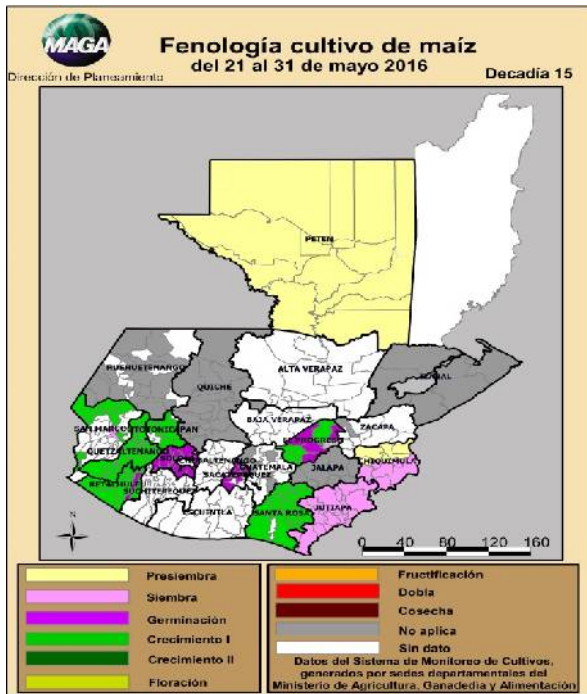 MAGA
Dirección de Planeamiento
Fenología cultivo de maíz
del 21 al 31 de mayo 2016
Decadía 15
PETEN
HUEHUETENANGO
QUICHE
ALTA VERAPAZ
IZABAL
SAN MARCOS
TOTONICAPAN
BAJA VERAPAZ
ZACAPA
QUETZALTENANGO
SOLOLA
CHIMALTENANGO
EL PROGRESO
GUATEMALA
CHIQUIMULA
SACATEPEQUEZ
JALAPA
RETALHULEU
SUCHITEPEQUEZ
ESCUINTLA
SANTA ROSA
JUTIAPA
N
0 40 80 120 160
Presiembra
Siembra
Germinación
Crecimiento I
Crecimiento II
Floración
Fructificación
Dobla
Cosecha
No aplica
Sin dato
Datos del Sistema de Monitoreo de Cultivos,
generados por sedes departamentales del
Ministerio de Agricultura, Ganadedia y Alimentación